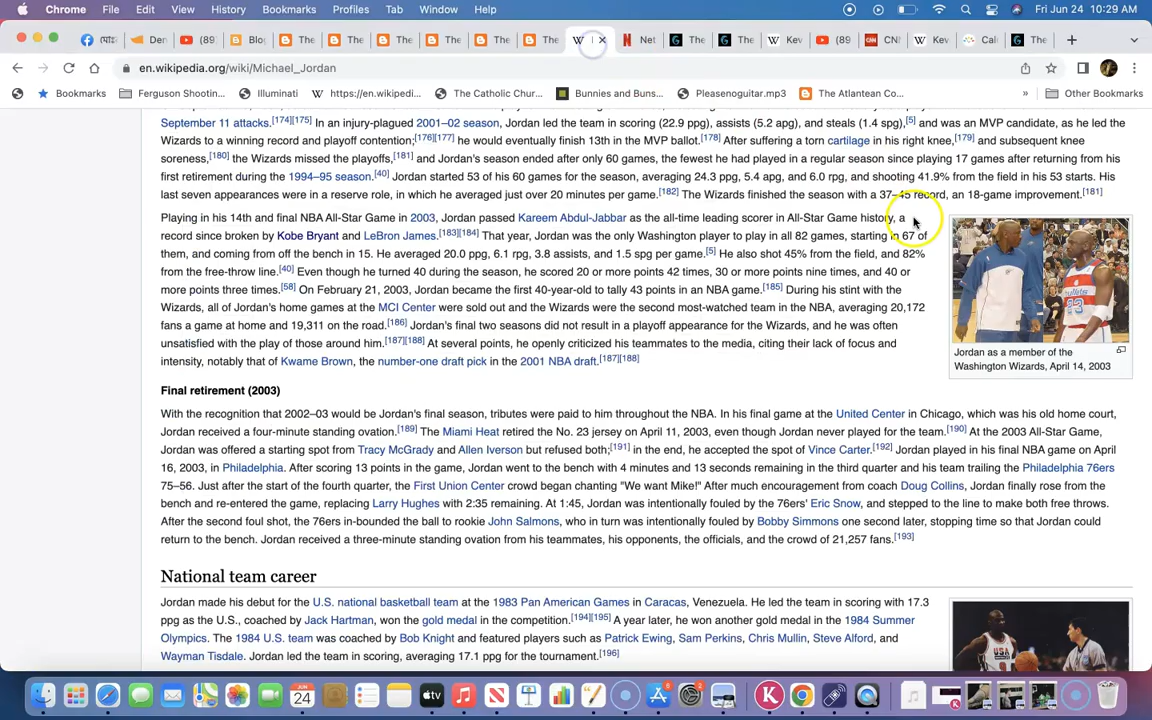 Chrome File Edit View History Bookmarks Profiles Tab Window Help Fri Jun 24 10:29 AM
Den (89 Blog The The The The The The W Net The The Kev (89 CN Kev Cal The
en.wikipedia.org/wiki/Michael_Jordan
Bookmarks Ferguson Shootin... Illuminati https://en.wikipedi... The Catholic Chur... Bunnies and Buns... Pleasenoguitar.mp3 The Atlantean Co... » Other Bookmarks
September 11 attacks.[174][175] In an injury-plagued 2001–02 season, Jordan led the team in scoring (22.9 ppg), assists (5.2 apg), and steals (1.4 spg),[5] and was an MVP candidate, as he led the
Wizards to a winning record and playoff contention;[176][177] he would eventually finish 13th in the MVP ballot.[178] After suffering a torn cartilage in his right knee,[179] and subsequent knee
soreness,[180] the Wizards missed the playoffs,[181] and Jordan's season ended after only 60 games, the fewest he had played in a regular season since playing 17 games after returning from his
first retirement during the 1994–95 season.[40] Jordan started 53 of his 60 games for the season, averaging 24.3 ppg, 5.4 apg, and 6.0 rpg, and shooting 41.9% from the field in his 53 starts. His
last seven appearances were in a reserve role, in which he averaged just over 20 minutes per game.[182] The Wizards finished the season with a 37–45 record, an 18-game improvement.[181]
Playing in his 14th and final NBA All-Star Game in 2003, Jordan passed Kareem Abdul-Jabbar as the all-time leading scorer in All-Star Game history, a
record since broken by Kobe Bryant and LeBron James.[183][184] That year, Jordan was the only Washington player to play in all 82 games, starting in 67 of
them, and coming from off the bench in 15. He averaged 20.0 ppg, 6.1 rpg, 3.8 assists, and 1.5 spg per game.[5] He also shot 45% from the field, and 82%
from the free-throw line.[40] Even though he turned 40 during the season, he scored 20 or more points 42 times, 30 or more points nine times, and 40 or
more points three times.[58] On February 21, 2003, Jordan became the first 40-year-old to tally 43 points in an NBA game.[185] During his stint with the
Wizards, all of Jordan's home games at the MCI Center were sold out and the Wizards were the second most-watched team in the NBA, averaging 20,172
fans a game at home and 19,311 on the road.[186] Jordan's final two seasons did not result in a playoff appearance for the Wizards, and he was often
unsatisfied with the play of those around him.[187][188] At several points, he openly criticized his teammates to the media, citing their lack of focus and
intensity, notably that of Kwame Brown, the number-one draft pick in the 2001 NBA draft.[187][188]
Jordan as a member of the
Washington Wizards, April 14, 2003
Final retirement (2003)
With the recognition that 2002–03 would be Jordan's final season, tributes were paid to him throughout the NBA. In his final game at the United Center in Chicago, which was his old home court,
Jordan received a four-minute standing ovation.[189] The Miami Heat retired the No. 23 jersey on April 11, 2003, even though Jordan never played for the team.[190] At the 2003 All-Star Game,
Jordan was offered a starting spot from Tracy McGrady and Allen Iverson but refused both;[191] in the end, he accepted the spot of Vince Carter.[192] Jordan played in his final NBA game on April
16, 2003, in Philadelphia. After scoring 13 points in the game, Jordan went to the bench with 4 minutes and 13 seconds remaining in the third quarter and his team trailing the Philadelphia 76ers
75–56. Just after the start of the fourth quarter, the First Union Center crowd began chanting "We want Mike!" After much encouragement from coach Doug Collins, Jordan finally rose from the
bench and re-entered the game, replacing Larry Hughes with 2:35 remaining. At 1:45, Jordan was intentionally fouled by the 76ers' Eric Snow, and stepped to the line to make both free throws.
After the second foul shot, the 76ers in-bounded the ball to rookie John Salmons, who in turn was intentionally fouled by Bobby Simmons one second later, stopping time so that Jordan could
return to the bench. Jordan received a three-minute standing ovation from his teammates, his opponents, the officials, and the crowd of 21,257 fans.[193]
National team career
Jordan made his debut for the U.S. national basketball team at the 1983 Pan American Games in Caracas, Venezuela. He led the team in scoring with 17.3
ppg as the U.S., coached by Jack Hartman, won the gold medal in the competition.[194][195] A year later, he won another gold medal in the 1984 Summer
Olympics. The 1984 U.S. team was coached by Bob Knight and featured players such as Patrick Ewing, Sam Perkins, Chris Mullin, Steve Alford, and
Wayman Tisdale. Jordan led the team in scoring, averaging 17.1 ppg for the tournament.[196]